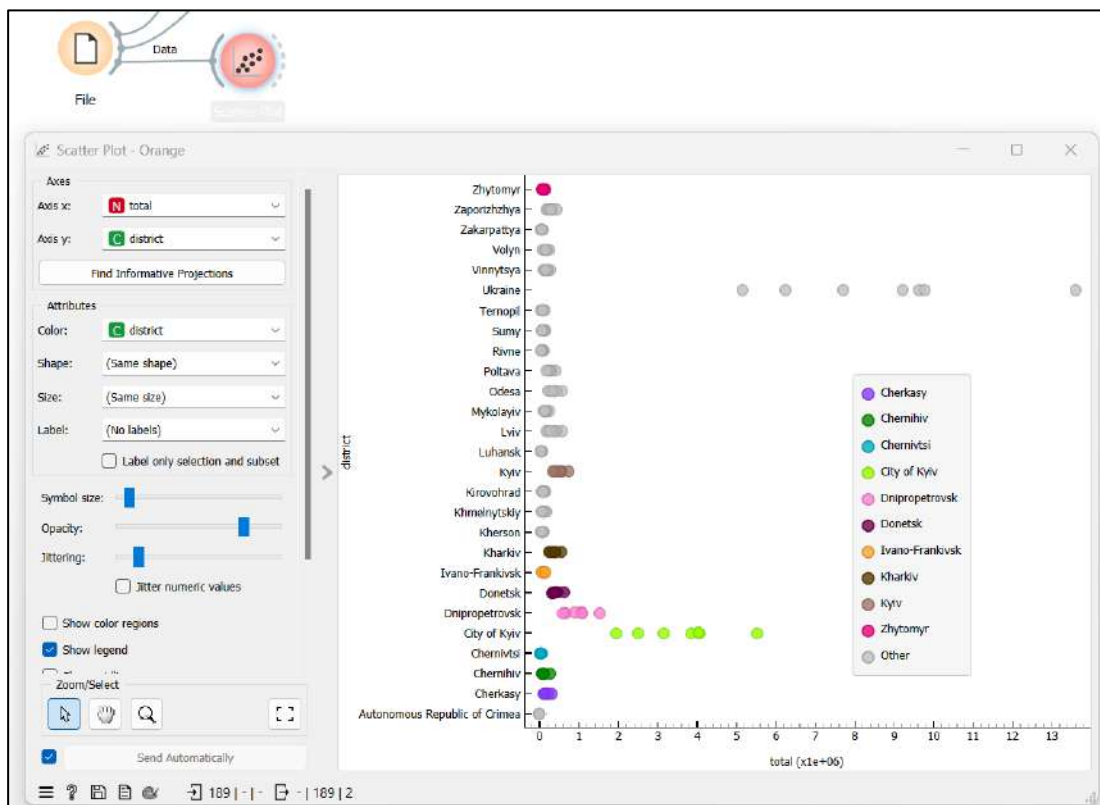 Data
File
Scatter Plot
Scatter Plot - Orange
Axes
Axis x: N total
Axis y: C district
Find Informative Projections
Attributes
Color: C district
Shape: (Same shape)
Size: (Same size)
Label: (No labels)
Label only selection and subset
Symbol size:
Opacity:
Jittering:
Jitter numeric values
Show color regions
Show legend
Zoom/Select
Send Automatically
189 | - | - - | 189 | 2
district
Zhytomyr
Zaporizhzhya
Zakarpattya
Volyn
Vinnytsya
Ukraine
Ternopil
Sumy
Rivne
Poltava
Odesa
Mykolayiv
Lviv
Luhansk
Kyiv
Kirovohrad
Khmelnytskiy
Kherson
Kharkiv
Ivano-Frankivsk
Donetsk
Dnipropetrovsk
City of Kyiv
Chernivtsi
Chernihiv
Cherkasy
Autonomous Republic of Crimea
0 1 2 3 4 5 6 7 8 9 10 11 12 13
total (x1e+06)
Cherkasy
Chernihiv
Chernivtsi
City of Kyiv
Dnipropetrovsk
Donetsk
Ivano-Frankivsk
Kharkiv
Kyiv
Zhytomyr
Other